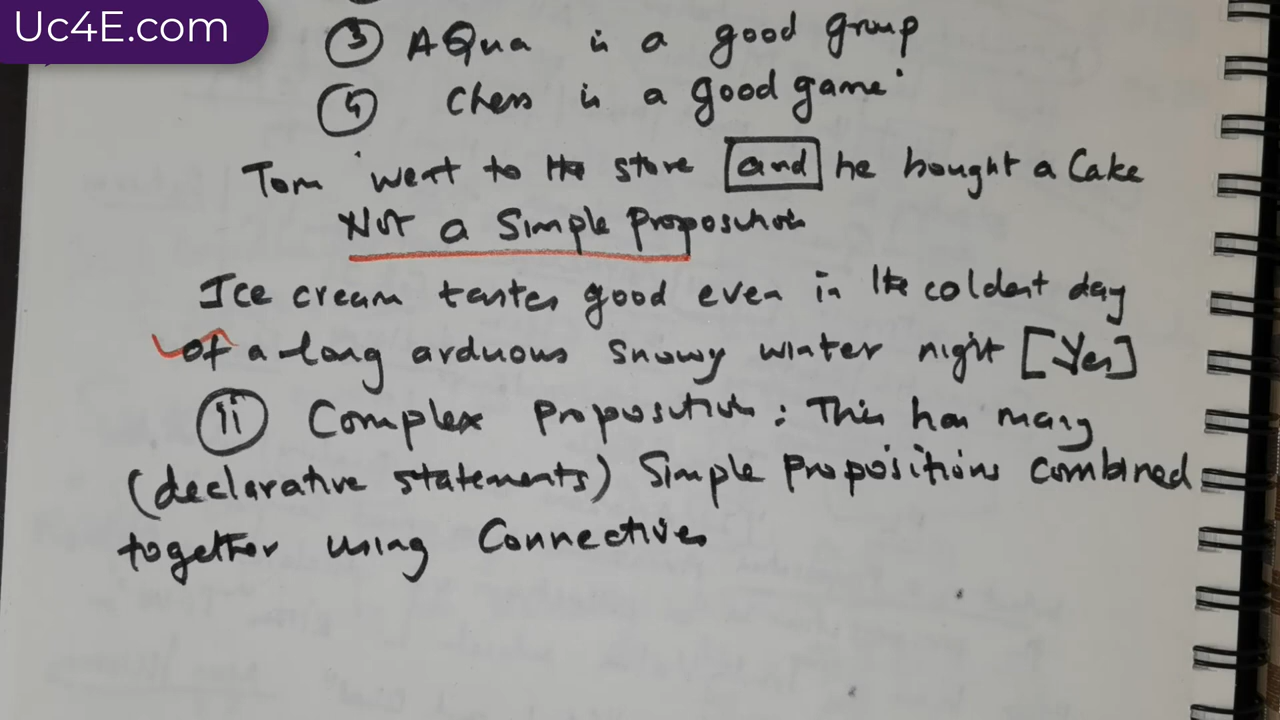 Uc4E.com
③ AQua is a good group
④ Chess is a good game
Tom went to the store and he bought a Cake
Not a Simple Proposition
Ice cream tastes good even in the coldest day
of a long arduous snowy winter night [Yes]
ii Complex Proposition: This has many
(declarative statements) Simple Propositions combined
together using Connectives